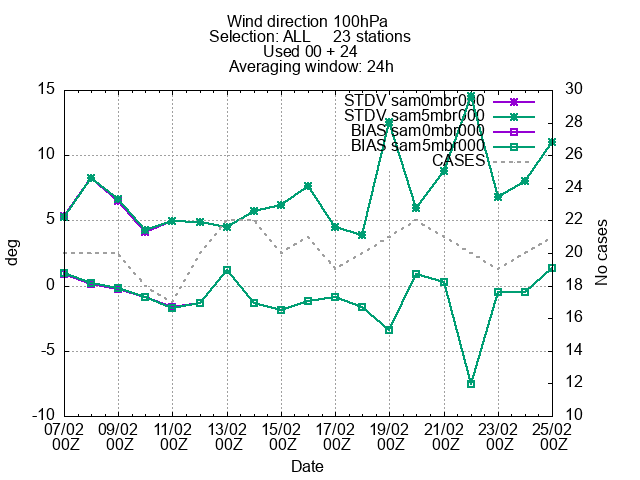 Wind direction 100hPa
Selection: ALL 23 stations
Used 00 + 24
Averaging window: 24h
15 30
STDV sam0mbr000
STDV sam5mbr000 28
BIAS sam0mbr000
BIAS sam5mbr000
10 26
CASES
24
5 22
deg
No cases
20
0 18
16
-5 14
12
-10 10
07/02 09/02 11/02 13/02 15/02 17/02 19/02 21/02 23/02 25/02
00Z 00Z 00Z 00Z 00Z 00Z 00Z 00Z 00Z 00Z
Date